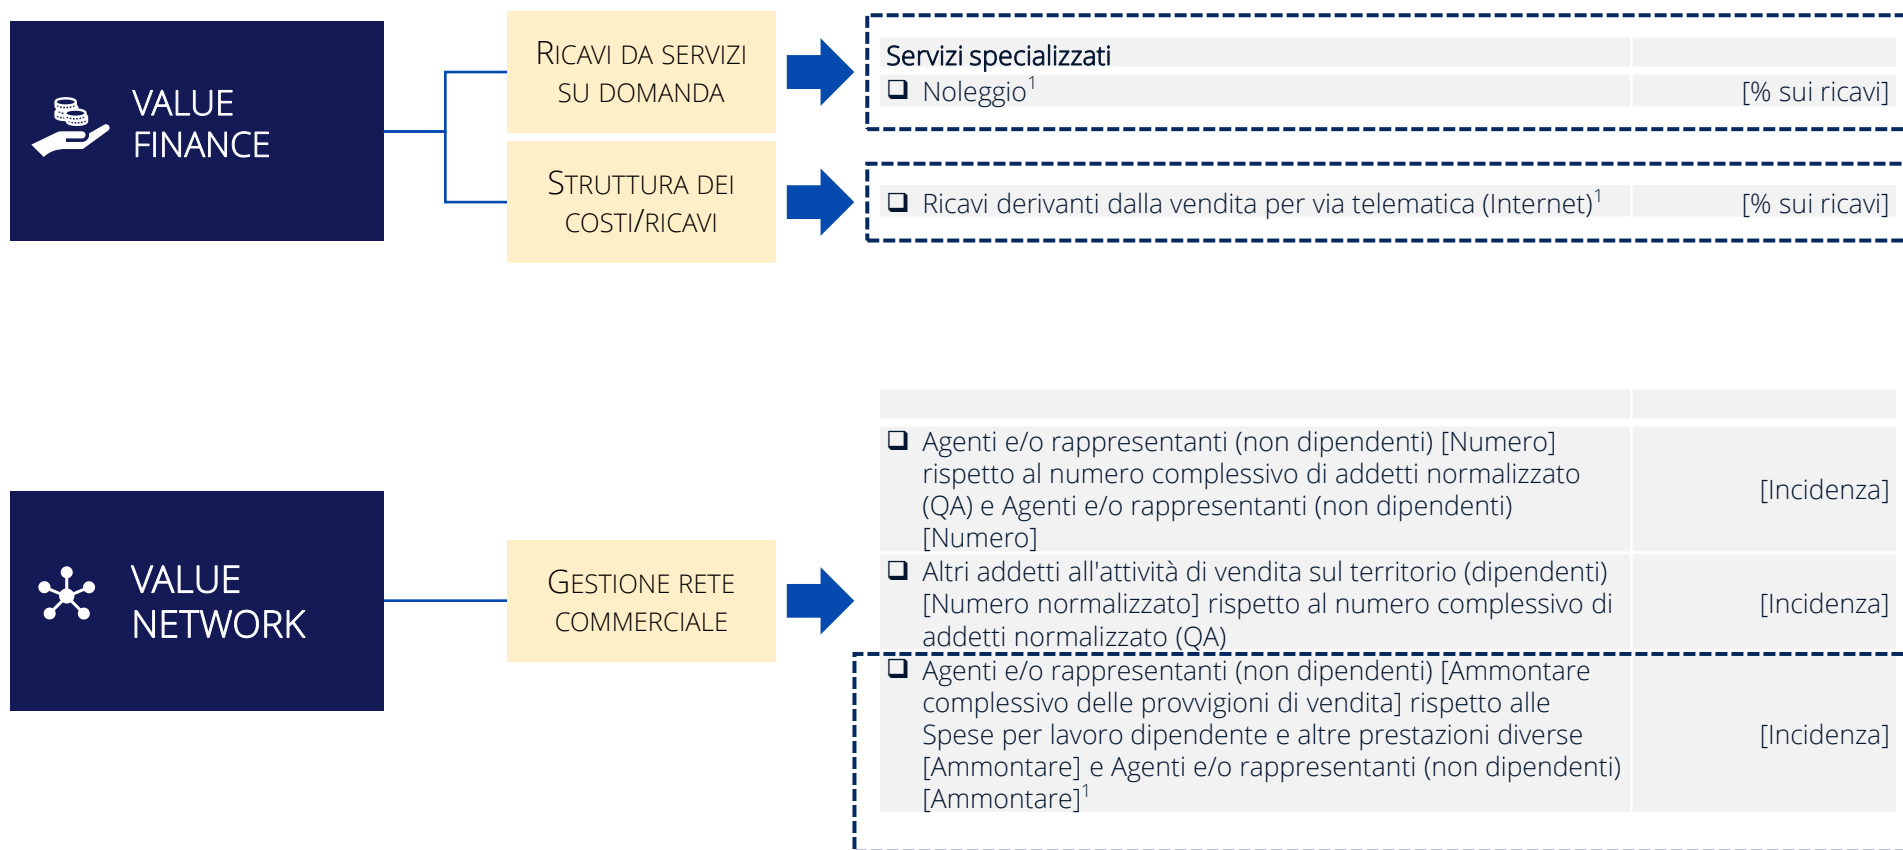 VALUE
FINANCE
RICAVI DA SERVIZI
SU DOMANDA
Servizi specializzati
❑ Noleggio¹ [% sui ricavi]
STRUTTURA DEI
COSTI/RICAVI
❑ Ricavi derivanti dalla vendita per via telematica (Internet)¹ [% sui ricavi]
VALUE
NETWORK
GESTIONE RETE
COMMERCIALE
❑ Agenti e/o rappresentanti (non dipendenti) [Numero]
rispetto al numero complessivo di addetti normalizzato
(QA) e Agenti e/o rappresentanti (non dipendenti)
[Numero]
[Incidenza]
❑ Altri addetti all'attività di vendita sul territorio (dipendenti)
[Numero normalizzato] rispetto al numero complessivo di
addetti normalizzato (QA)
[Incidenza]
❑ Agenti e/o rappresentanti (non dipendenti) [Ammontare
complessivo delle provvigioni di vendita] rispetto alle
Spese per lavoro dipendente e altre prestazioni diverse
[Ammontare] e Agenti e/o rappresentanti (non dipendenti)
[Ammontare]¹
[Incidenza]